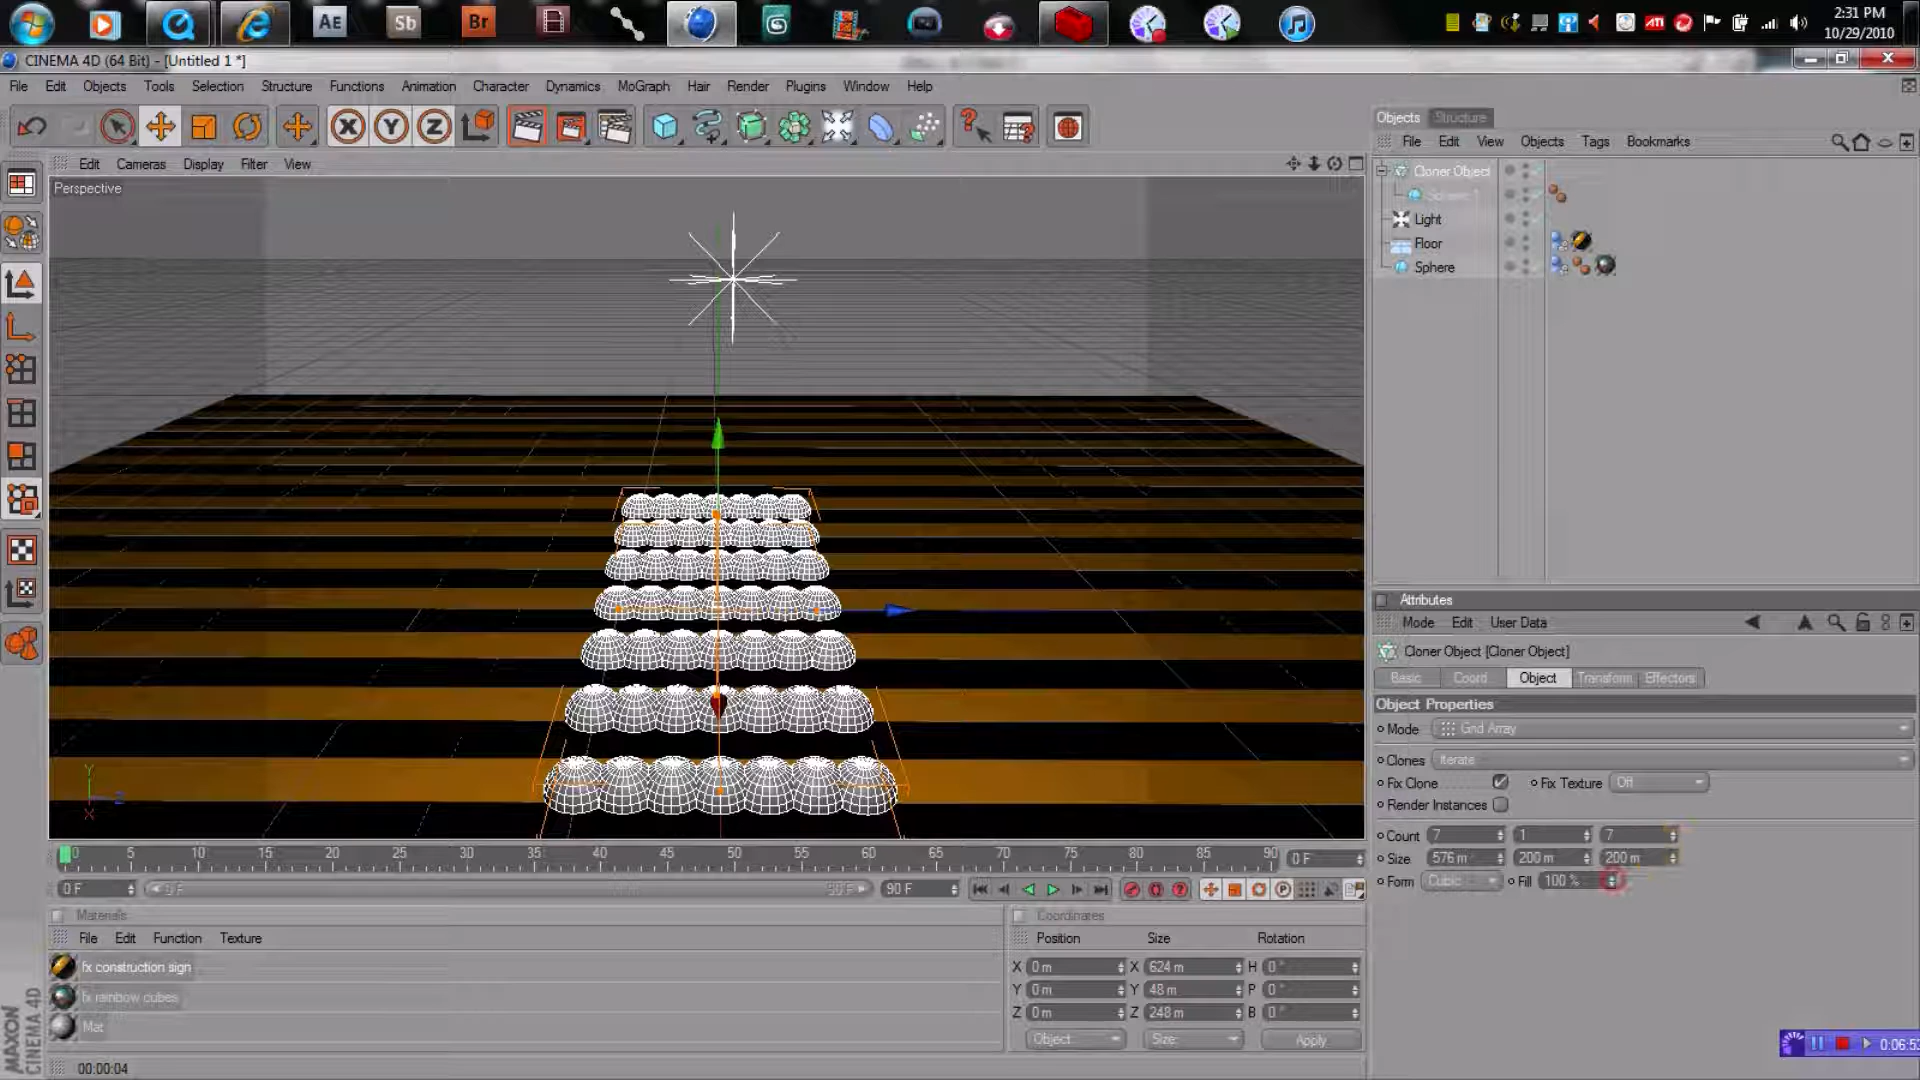 Ae
Sb
Br
ATI
2:31 PM
10/29/2010
CINEMA 4D (64 Bit) - [Untitled 1 *]
File Edit Objects Tools Selection Structure Functions Animation Character Dynamics MoGraph Hair Render Plugins Window Help
X Y Z
Objects Structure
File Edit View Objects Tags Bookmarks
Edit Cameras Display Filter View
Perspective
Cloner Object
Light
Floor
Sphere
Attributes
Mode Edit User Data
Cloner Object [Cloner Object]
Basic Coord Object Transform Effectors
Object Properties
Mode Grid Array
Clones Iterate
Fix Clone Fix Texture Off
Render Instances
Count 7 1 7
Size 576 m 200 m 200 m
Form Cubic Fill 100 %
Y
Z
X
0 5 10 15 20 25 30 35 40 45 50 55 60 65 70 75 80 85 90 0 F
0 F 0 F 90 F 90 F
Materials
File Edit Function Texture
fx construction sign
fx rainbow cubes
Mat
Coordinates
Position Size Rotation
X 0 m X 624 m H 0 °
Y 0 m Y 48 m P 0 °
Z 0 m Z 248 m B 0 °
Object Size Apply
MAXON
CINEMA 4D
00:00:04
0:06:53